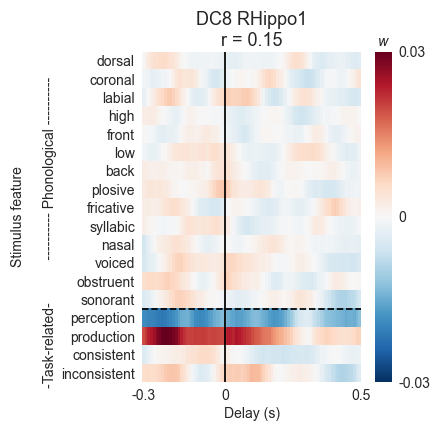 DC8 RHippo1
r = 0.15
w
0.03
0
-0.03
Stimulus feature
---------- Phonological ----------
-Task-related-
dorsal
coronal
labial
high
front
low
back
plosive
fricative
syllabic
nasal
voiced
obstruent
sonorant
perception
production
consistent
inconsistent
-0.3
0
0.5
Delay (s)